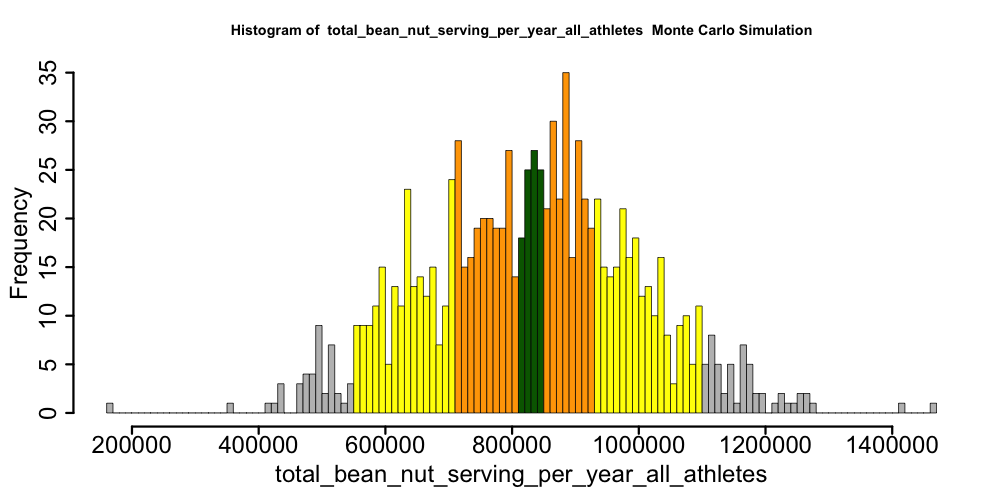 Histogram of  total_bean_nut_serving_per_year_all_athletes  Monte Carlo Simulation
35
30
25
20
15
10
5
0
Frequency
200000 400000 600000 800000 1000000 1200000 1400000
total_bean_nut_serving_per_year_all_athletes